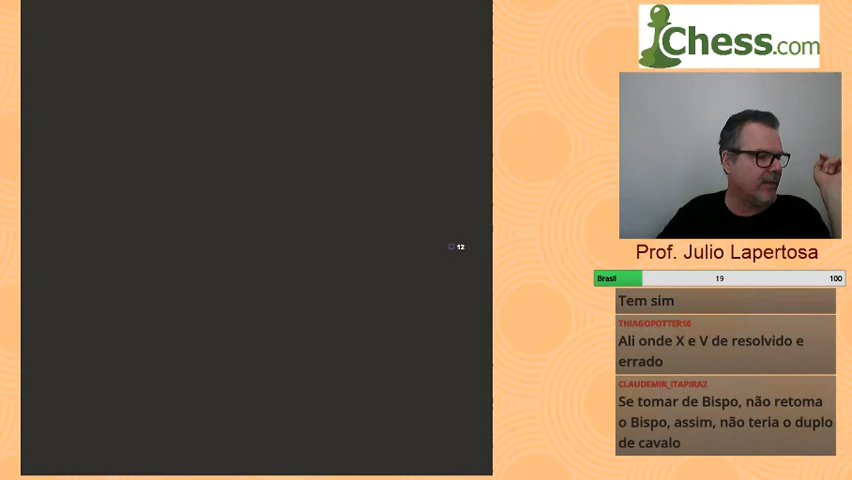 Chess.com
12
Prof. Julio Lapertosa
Brasil 19 100
Tem sim
THIAGOPOTTER16
Ali onde X e V de resolvido e
errado
CLAUDEMIR_ITAPIRA2
Se tomar de Bispo, não retoma
o Bispo, assim, não teria o duplo
de cavalo